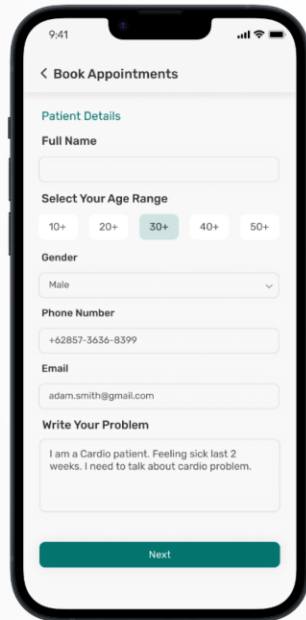 9:41
Book Appointments
Patient Details
Full Name
Select Your Age Range
10+ 20+ 30+ 40+ 50+
Gender
Male
Phone Number
+62857-3636-8399
Email
adam.smith@gmail.com
Write Your Problem
I am a Cardio patient. Feeling sick last 2
weeks. I need to talk about cardio problem.
Next